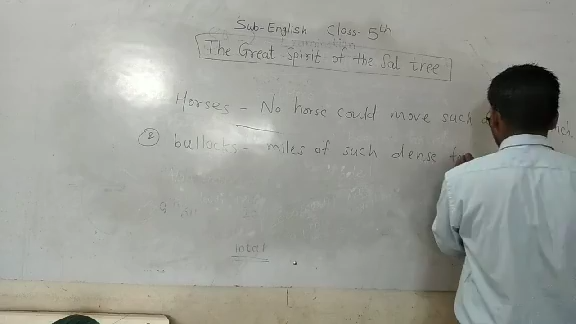 Sub-English Class-5th
The Great Spirit of the Sal Tree
Horses - No horse could move such
② bullocks - miles of such dense